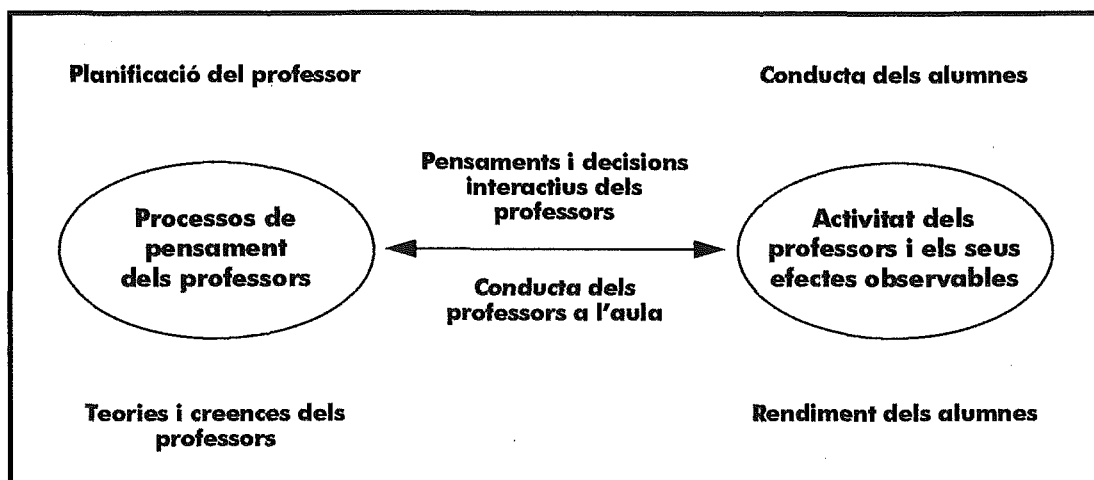 Planificació del professor
Conducta dels alumnes
Pensaments i decisions
interactius dels
professors
Processos de
pensament
dels professors
Activitat dels
professors i els seus
efectes observables
Conducta dels
professors a l'aula
Teories i creences dels
professors
Rendiment dels alumnes